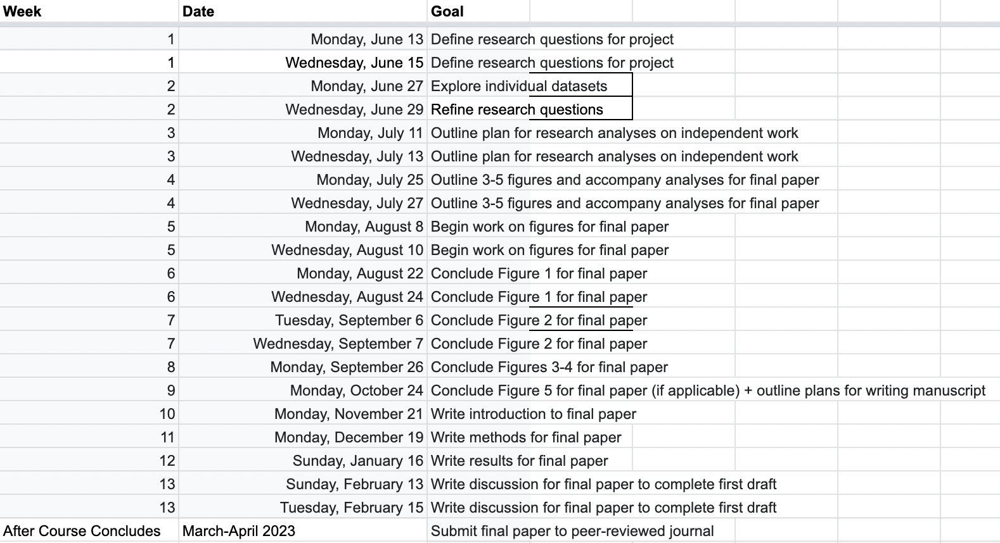 Week Date Goal
1 Monday, June 13 Define research questions for project
1 Wednesday, June 15 Define research questions for project
2 Monday, June 27 Explore individual datasets
2 Wednesday, June 29 Refine research questions
3 Monday, July 11 Outline plan for research analyses on independent work
3 Wednesday, July 13 Outline plan for research analyses on independent work
4 Monday, July 25 Outline 3-5 figures and accompany analyses for final paper
4 Wednesday, July 27 Outline 3-5 figures and accompany analyses for final paper
5 Monday, August 8 Begin work on figures for final paper
5 Wednesday, August 10 Begin work on figures for final paper
6 Monday, August 22 Conclude Figure 1 for final paper
6 Wednesday, August 24 Conclude Figure 1 for final paper
7 Tuesday, September 6 Conclude Figure 2 for final paper
7 Wednesday, September 7 Conclude Figure 2 for final paper
8 Monday, September 26 Conclude Figures 3-4 for final paper
9 Monday, October 24 Conclude Figure 5 for final paper (if applicable) + outline plans for writing manuscript
10 Monday, November 21 Write introduction to final paper
11 Monday, December 19 Write methods for final paper
12 Sunday, January 16 Write results for final paper
13 Sunday, February 13 Write discussion for final paper to complete first draft
13 Tuesday, February 15 Write discussion for final paper to complete first draft
After Course Concludes March-April 2023 Submit final paper to peer-reviewed journal